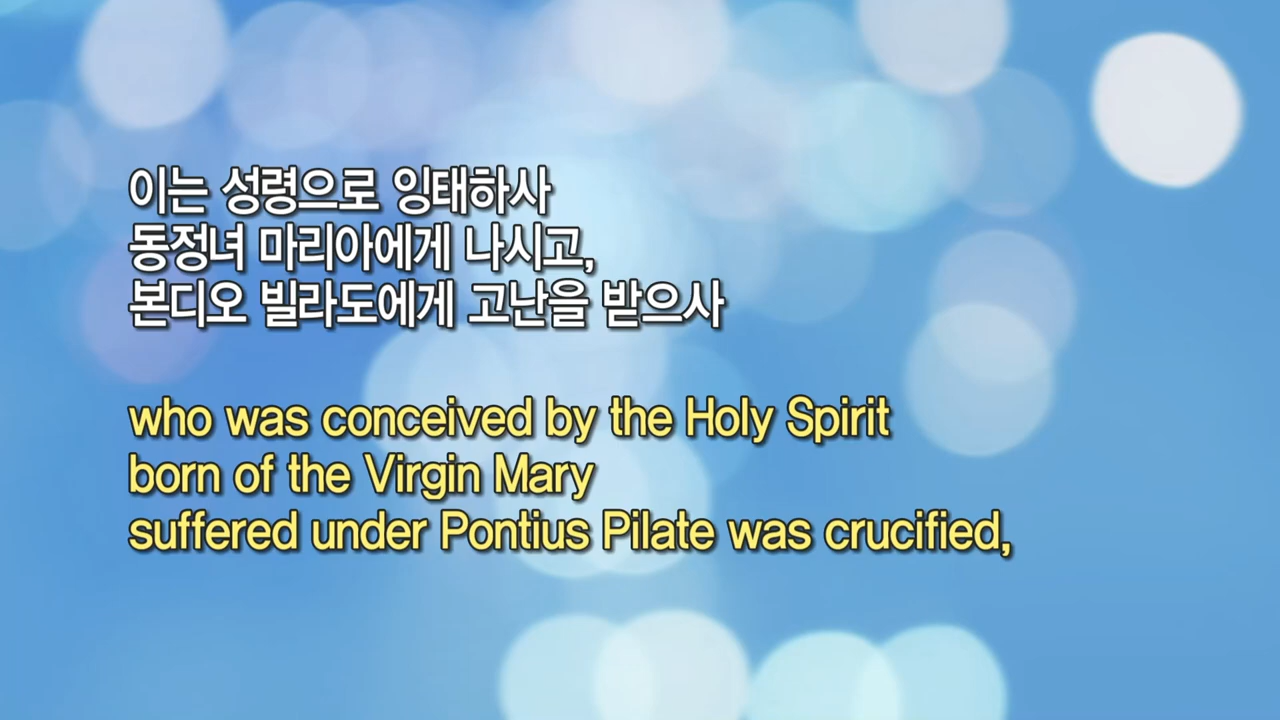 이는 성령으로 잉태하사
동정녀 마리아에게 나시고,
본디오 빌라도에게 고난을 받으사
who was conceived by the Holy Spirit
born of the Virgin Mary
suffered under Pontius Pilate was crucified,